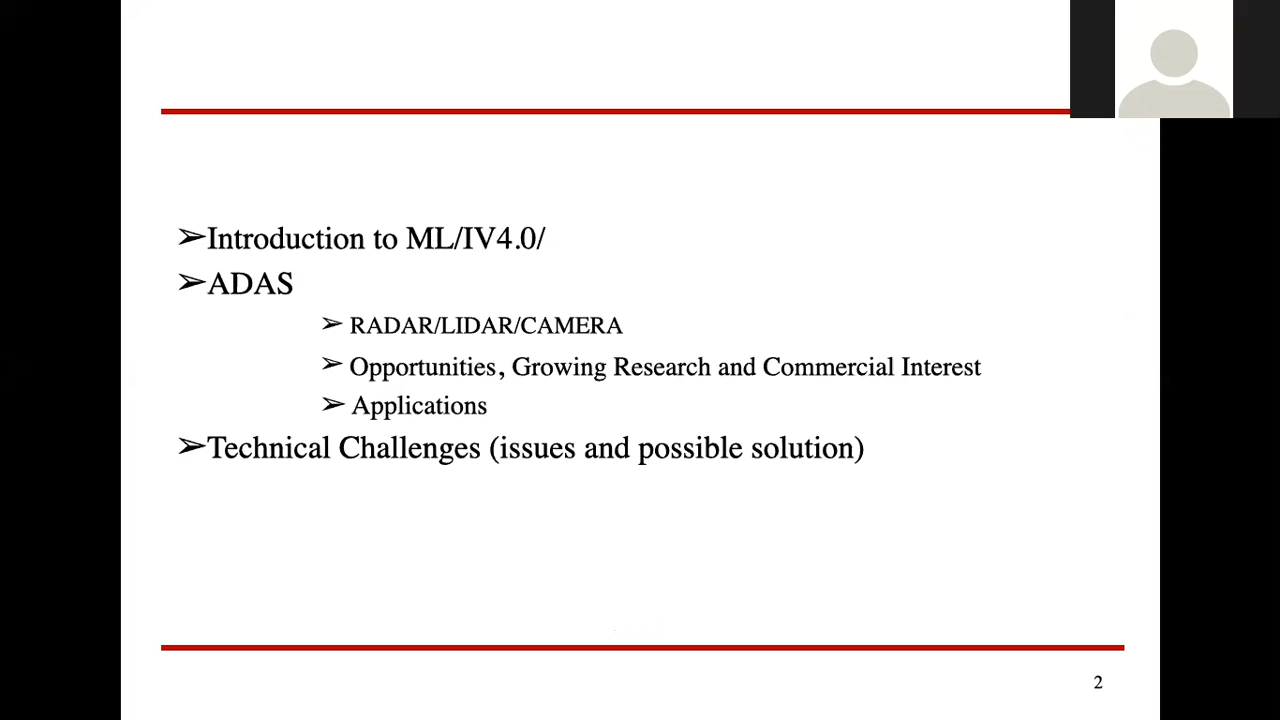 ➢Introduction to ML/IV4.0/
➢ADAS
➢ RADAR/LIDAR/CAMERA
➢ Opportunities, Growing Research and Commercial Interest
➢ Applications
➢Technical Challenges (issues and possible solution)
2